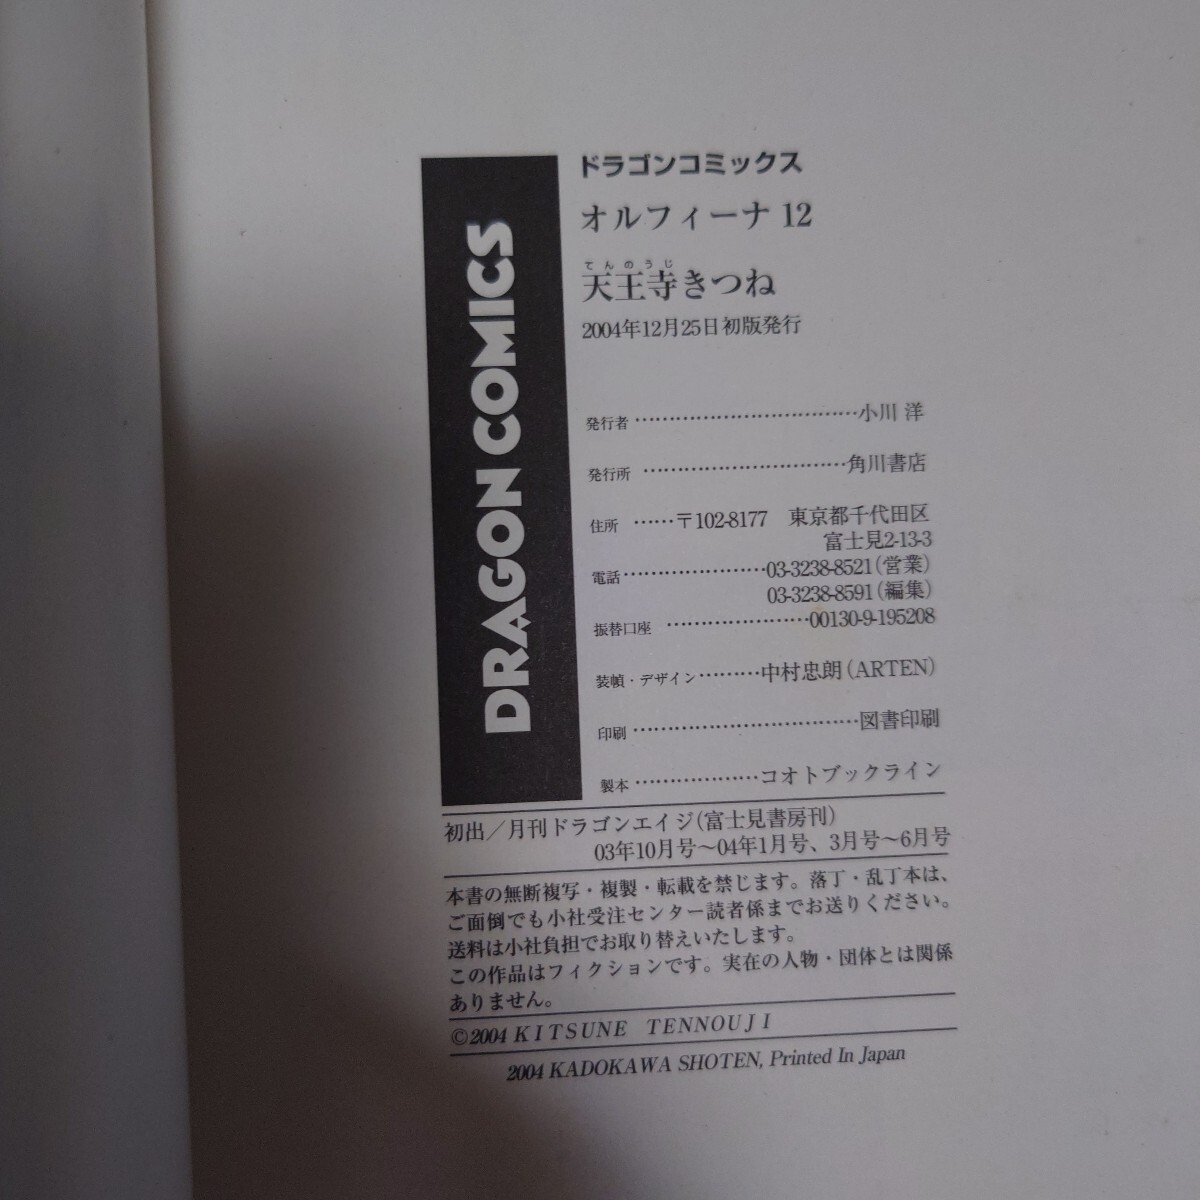 DRAGON COMICS
ドラゴンコミックス
オルフィーナ 12
てんのうじ
天王寺きつね
2004年12月25日初版発行
発行者……………………………小川 洋
発行所…………………………角川書店
住所……〒102-8177 東京都千代田区
富士見2-13-3
電話…………………03-3238-8521(営業)
03-3238-8591(編集)
振替口座…………………00130-9-195208
装幀・デザイン………中村忠朗(ARTEN)
印刷……………………………図書印刷
製本………………コオトブックライン
初出／月刊ドラゴンエイジ(富士見書房刊)
03年10月号～04年1月号、3月号～6月号
本書の無断複写・複製・転載を禁じます。落丁・乱丁本は、
ご面倒でも小社受注センター読者係までお送りください。
送料は小社負担でお取り替えいたします。
この作品はフィクションです。実在の人物・団体とは関係
ありません。
©2004 KITSUNE TENNOUJI
2004 KADOKAWA SHOTEN, Printed In Japan